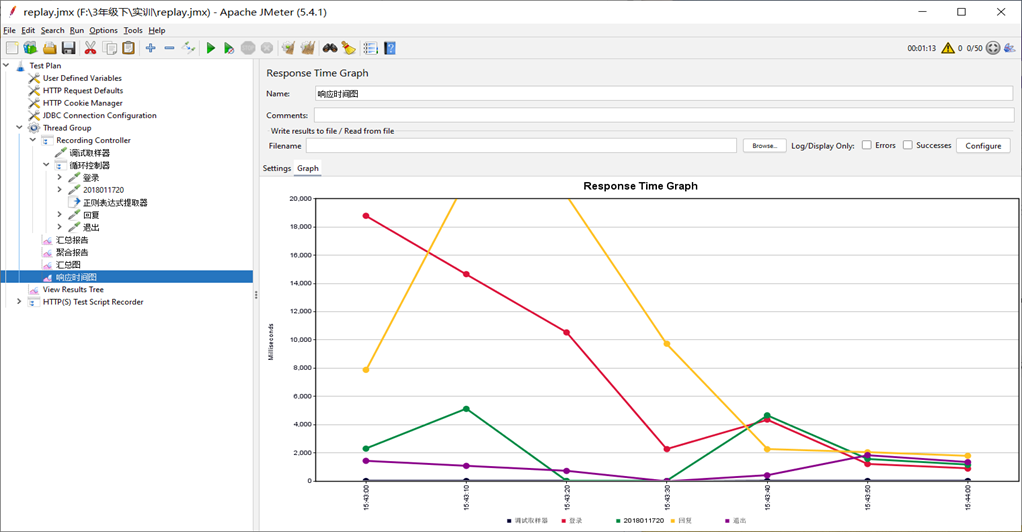 replay.jmx (F:\3年级下\实训\replay.jmx) - Apache JMeter (5.4.1)
File Edit Search Run Options Tools Help
00:01:13 0 0/50
Test Plan
User Defined Variables
HTTP Request Defaults
HTTP Cookie Manager
JDBC Connection Configuration
Thread Group
Recording Controller
调试取样器
循环控制器
登录
2018011720
正则表达式提取器
回复
退出
汇总报告
聚合报告
汇总图
响应时间图
View Results Tree
HTTP(S) Test Script Recorder
Response Time Graph
Name: 响应时间图
Comments:
Write results to file / Read from file
Filename Browse... Log/Display Only: Errors Successes Configure
Settings Graph
Response Time Graph
20,000
18,000
16,000
14,000
12,000
10,000
8,000
6,000
4,000
2,000
0
Milliseconds
15:43:00 15:43:10 15:43:20 15:43:30 15:43:40 15:43:50 15:44:00
调试取样器 登录 2018011720 回复 退出